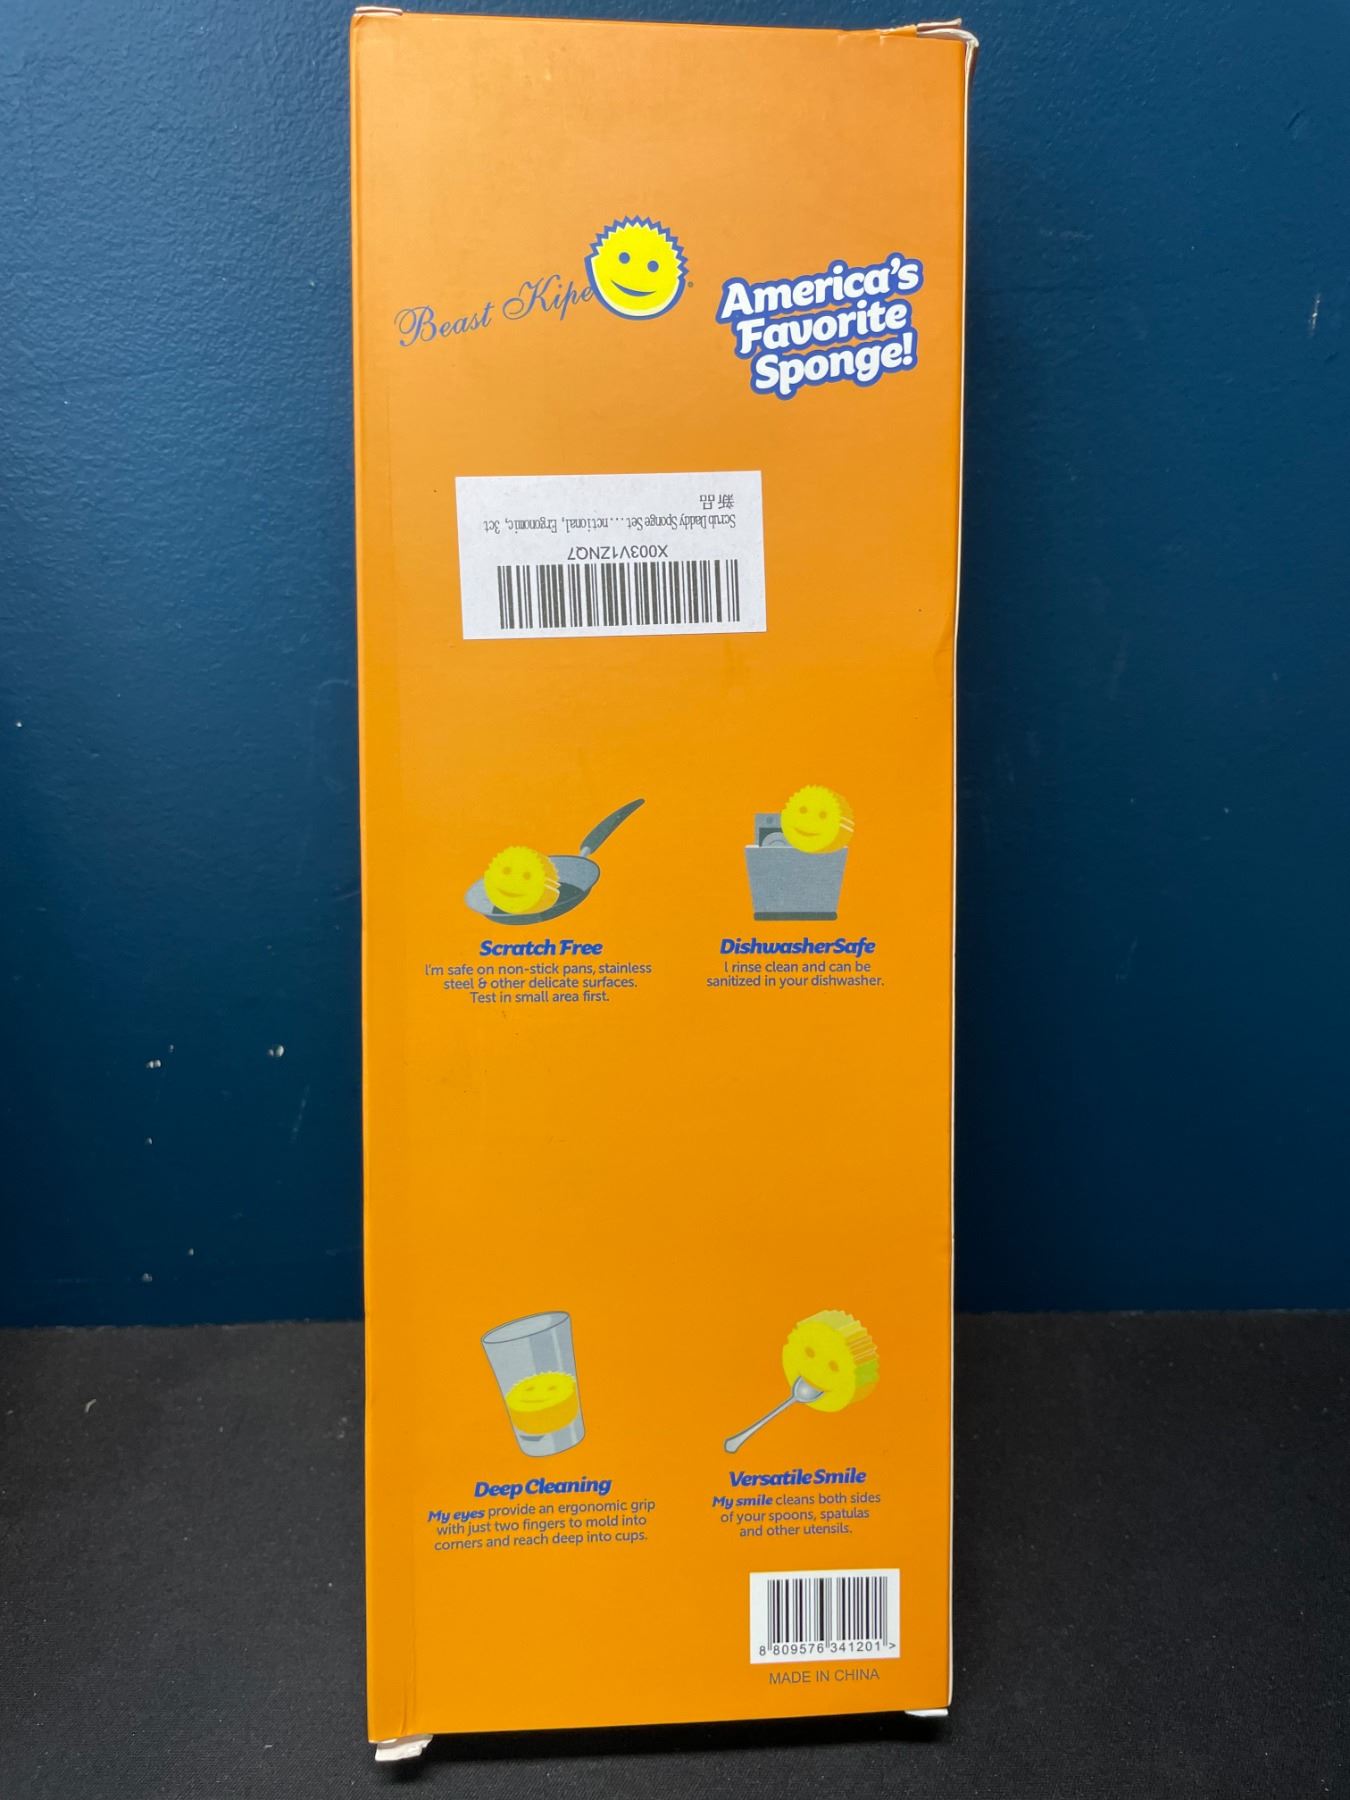 Beast Kipe
America's
Favorite
Sponge!
X003V1ZNQ7
Scrub Daddy Sponge Set ... nctional, Ergonomic, 3ct
新品
Scratch Free
I'm safe on non-stick pans, stainless
steel & other delicate surfaces.
Test in small area first.
DishwasherSafe
I rinse clean and can be
sanitized in your dishwasher.
Deep Cleaning
My eyes provide an ergonomic grip
with just two fingers to mold into
corners and reach deep into cups.
Versatile Smile
My smile cleans both sides
of your spoons, spatulas
and other utensils.
8 809576 341201 >
MADE IN CHINA